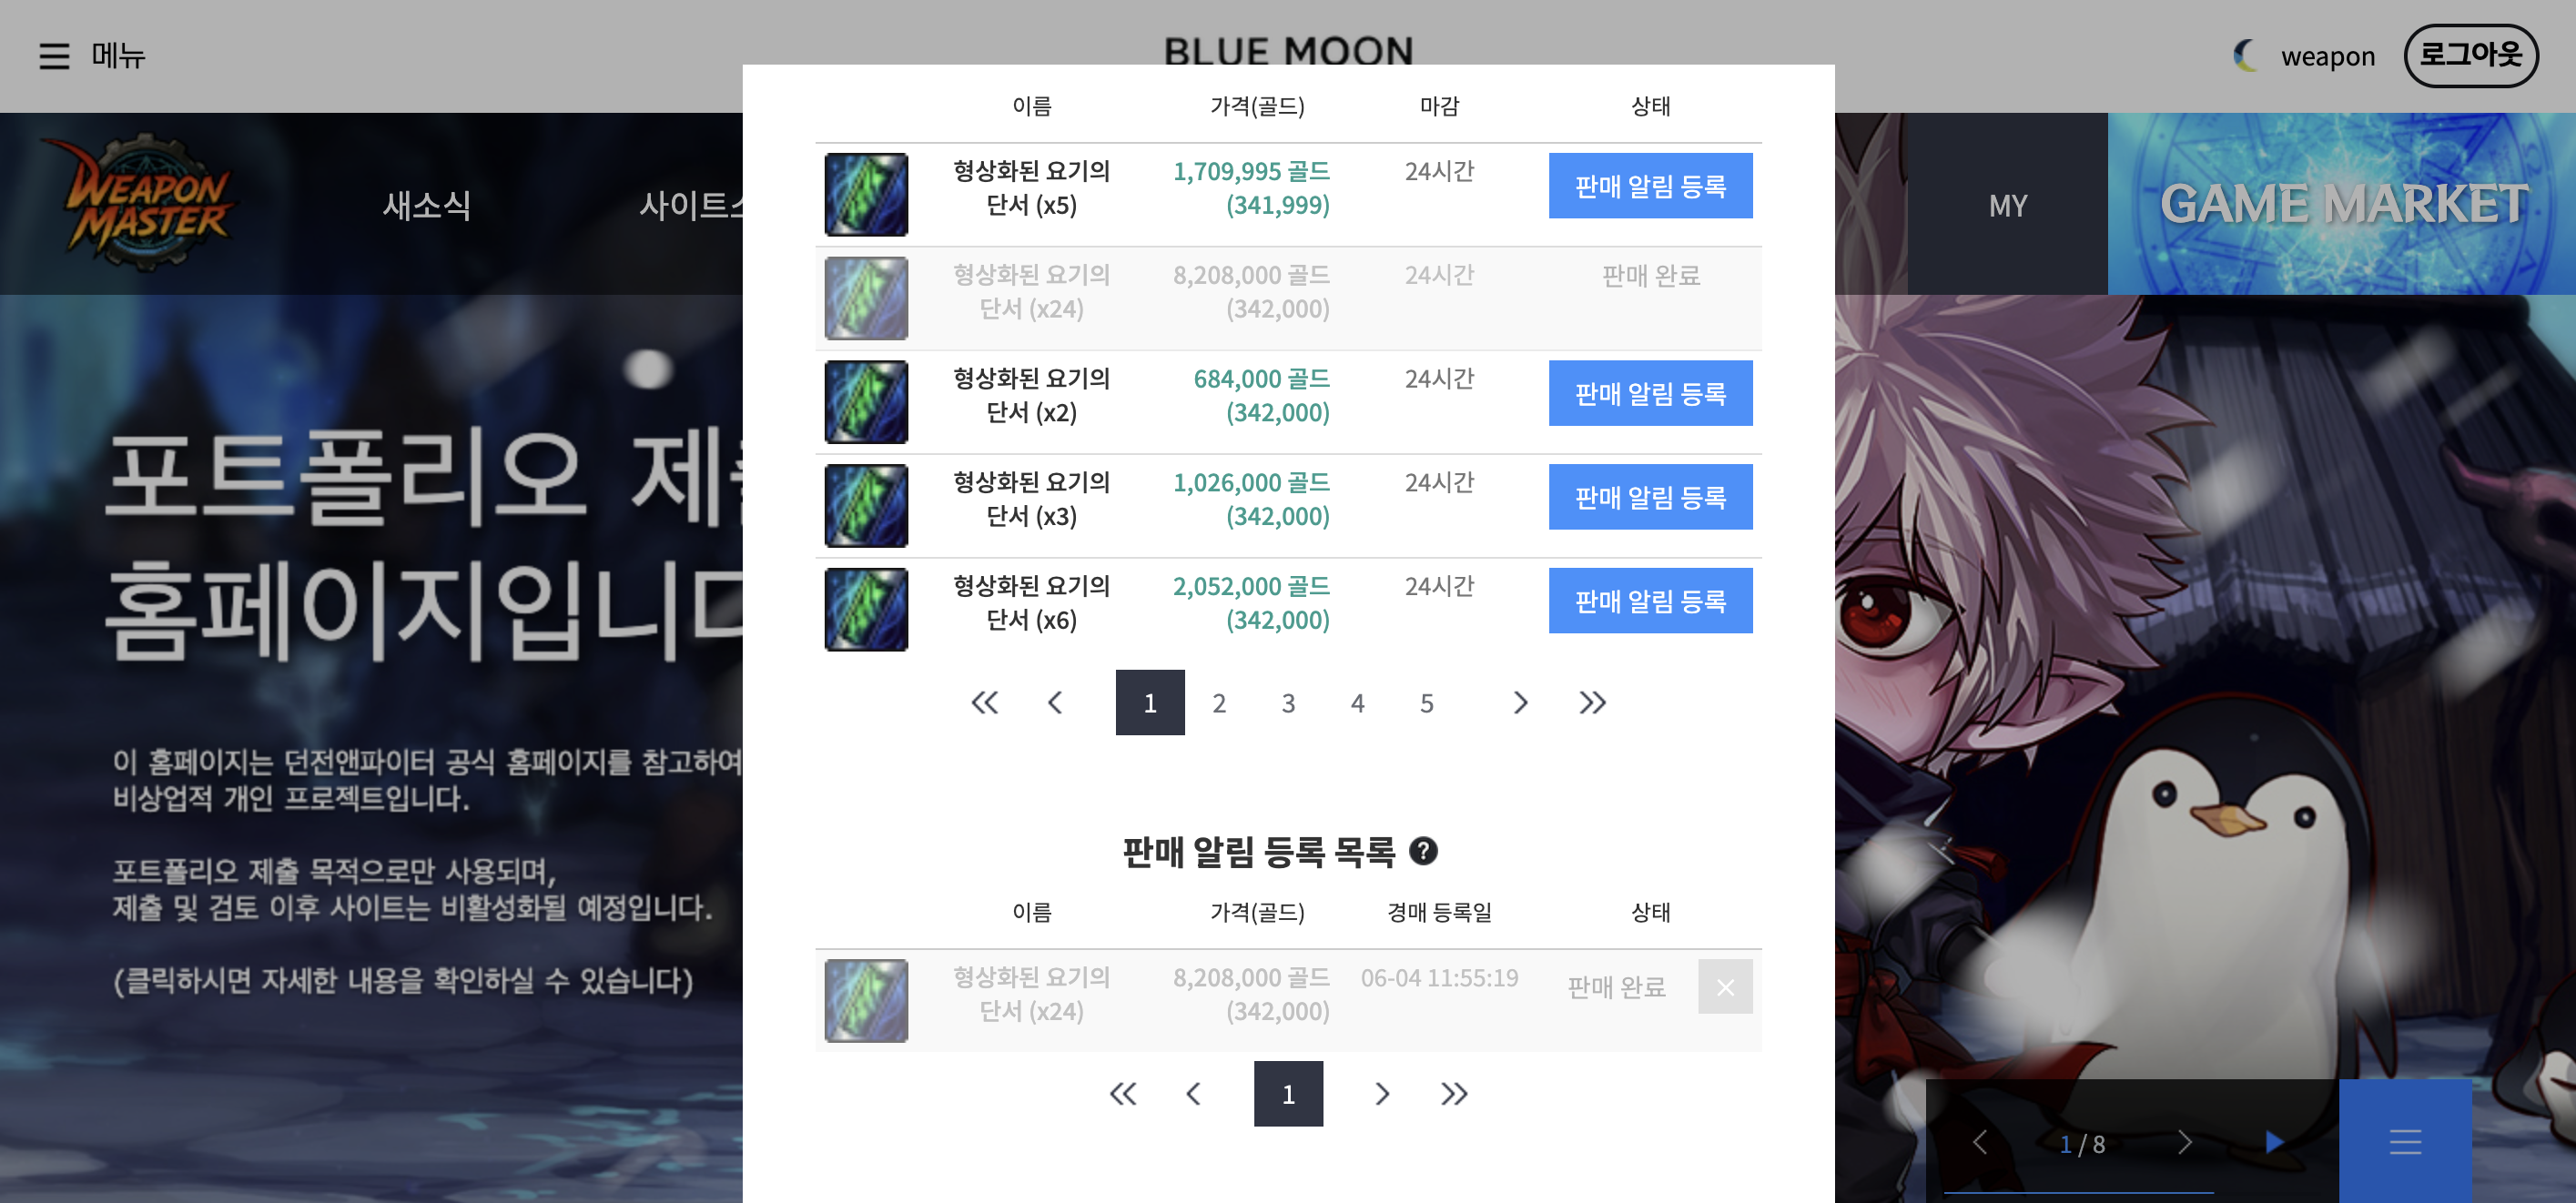 메뉴
BLUE MOON
weapon
로그아웃
WEAPON
MASTER
새소식
MY
GAME MARKET
포트폴리오
홈페이지입니다
이 홈페이지는 던전앤파이터 공식 홈페이지를 참고하여
비상업적 개인 프로젝트입니다.
포트폴리오 제출 목적으로만 사용되며,
제출 및 검토 이후 사이트는 비활성화될 예정입니다.
(클릭하시면 자세한 내용을 확인하실 수 있습니다)
이름 가격(골드) 마감 상태
형상화된 요기의 1,709,995 골드 24시간 판매 알림 등록
단서 (x5) (341,999)
형상화된 요기의 8,208,000 골드 24시간 판매 완료
단서 (x24) (342,000)
형상화된 요기의 684,000 골드 24시간 판매 알림 등록
단서 (x2) (342,000)
형상화된 요기의 1,026,000 골드 24시간 판매 알림 등록
단서 (x3) (342,000)
형상화된 요기의 2,052,000 골드 24시간 판매 알림 등록
단서 (x6) (342,000)
1 2 3 4 5
판매 알림 등록 목록 ?
이름 가격(골드) 경매 등록일 상태
형상화된 요기의 8,208,000 골드 06-04 11:55:19 판매 완료
단서 (x24) (342,000)
1
1 / 8